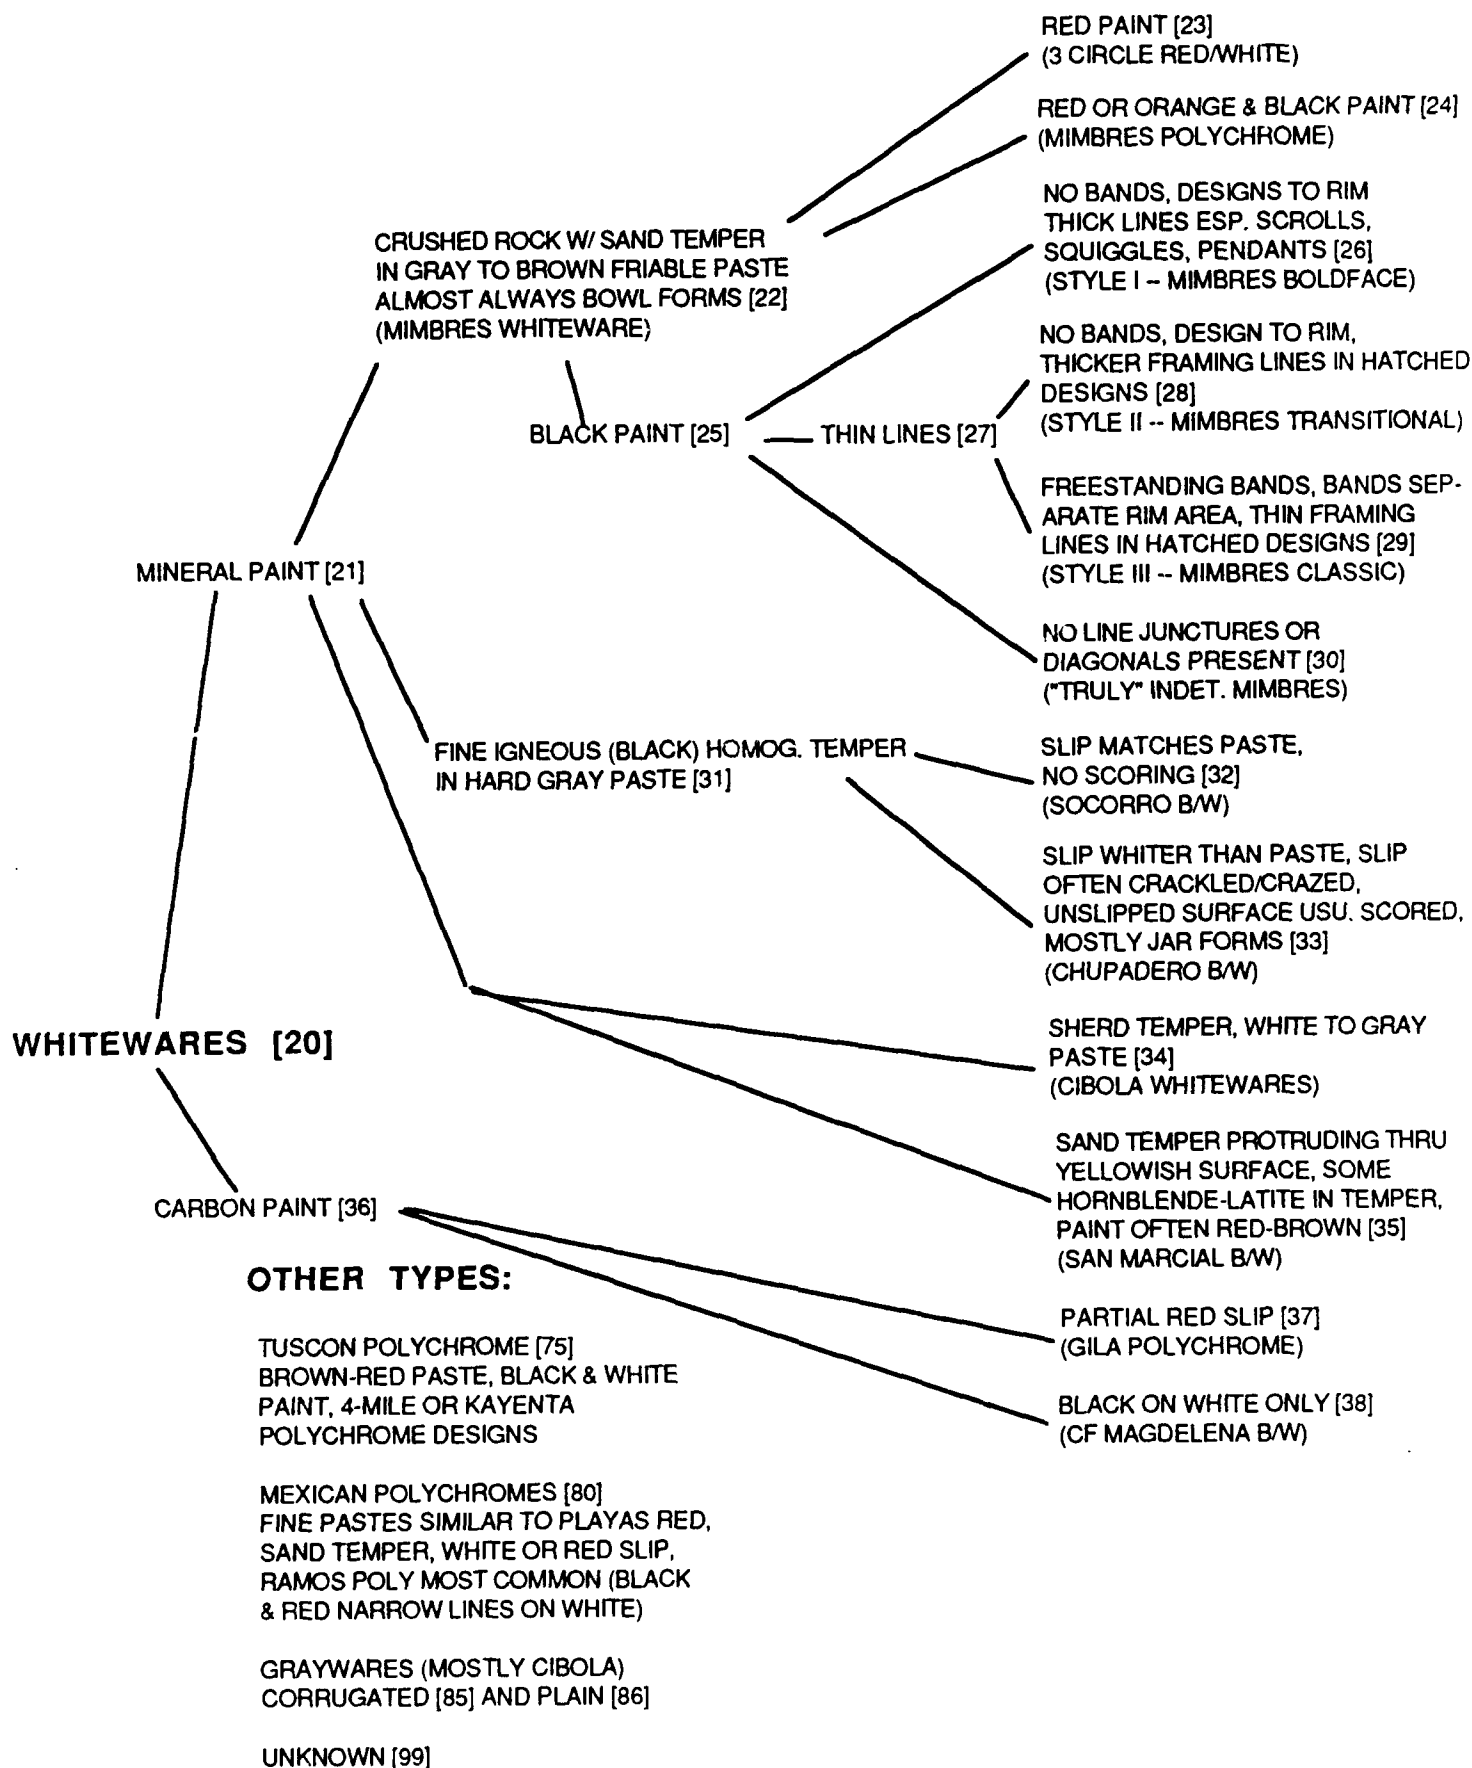 RED PAINT [23]
(3 CIRCLE RED/WHITE)
RED OR ORANGE & BLACK PAINT [24]
(MIMBRES POLYCHROME)
NO BANDS, DESIGNS TO RIM
THICK LINES ESP. SCROLLS,
SQUIGGLES, PENDANTS [26]
(STYLE I -- MIMBRES BOLDFACE)
CRUSHED ROCK W/ SAND TEMPER
IN GRAY TO BROWN FRIABLE PASTE
ALMOST ALWAYS BOWL FORMS [22]
(MIMBRES WHITEWARE)
NO BANDS, DESIGN TO RIM,
THICKER FRAMING LINES IN HATCHED
DESIGNS [28]
(STYLE II -- MIMBRES TRANSITIONAL)
BLACK PAINT [25]
THIN LINES [27]
FREESTANDING BANDS, BANDS SEP-
ARATE RIM AREA, THIN FRAMING
LINES IN HATCHED DESIGNS [29]
(STYLE III -- MIMBRES CLASSIC)
MINERAL PAINT [21]
NO LINE JUNCTURES OR
DIAGONALS PRESENT [30]
("TRULY" INDET. MIMBRES)
FINE IGNEOUS (BLACK) HOMOG. TEMPER
IN HARD GRAY PASTE [31]
SLIP MATCHES PASTE,
NO SCORING [32]
(SOCORRO B/W)
SLIP WHITER THAN PASTE, SLIP
OFTEN CRACKLED/CRAZED,
UNSLIPPED SURFACE USU. SCORED,
MOSTLY JAR FORMS [33]
(CHUPADERO B/W)
WHITEWARES [20]
SHERD TEMPER, WHITE TO GRAY
PASTE [34]
(CIBOLA WHITEWARES)
SAND TEMPER PROTRUDING THRU
YELLOWISH SURFACE, SOME
HORNBLENDE-LATITE IN TEMPER,
PAINT OFTEN RED-BROWN [35]
(SAN MARCIAL B/W)
CARBON PAINT [36]
PARTIAL RED SLIP [37]
(GILA POLYCHROME)
BLACK ON WHITE ONLY [38]
(CF MAGDELENA B/W)
OTHER TYPES:
TUSCON POLYCHROME [75]
BROWN-RED PASTE, BLACK & WHITE
PAINT, 4-MILE OR KAYENTA
POLYCHROME DESIGNS
MEXICAN POLYCHROMES [80]
FINE PASTES SIMILAR TO PLAYAS RED,
SAND TEMPER, WHITE OR RED SLIP,
RAMOS POLY MOST COMMON (BLACK
& RED NARROW LINES ON WHITE)
GRAYWARES (MOSTLY CIBOLA)
CORRUGATED [85] AND PLAIN [86]
UNKNOWN [99]